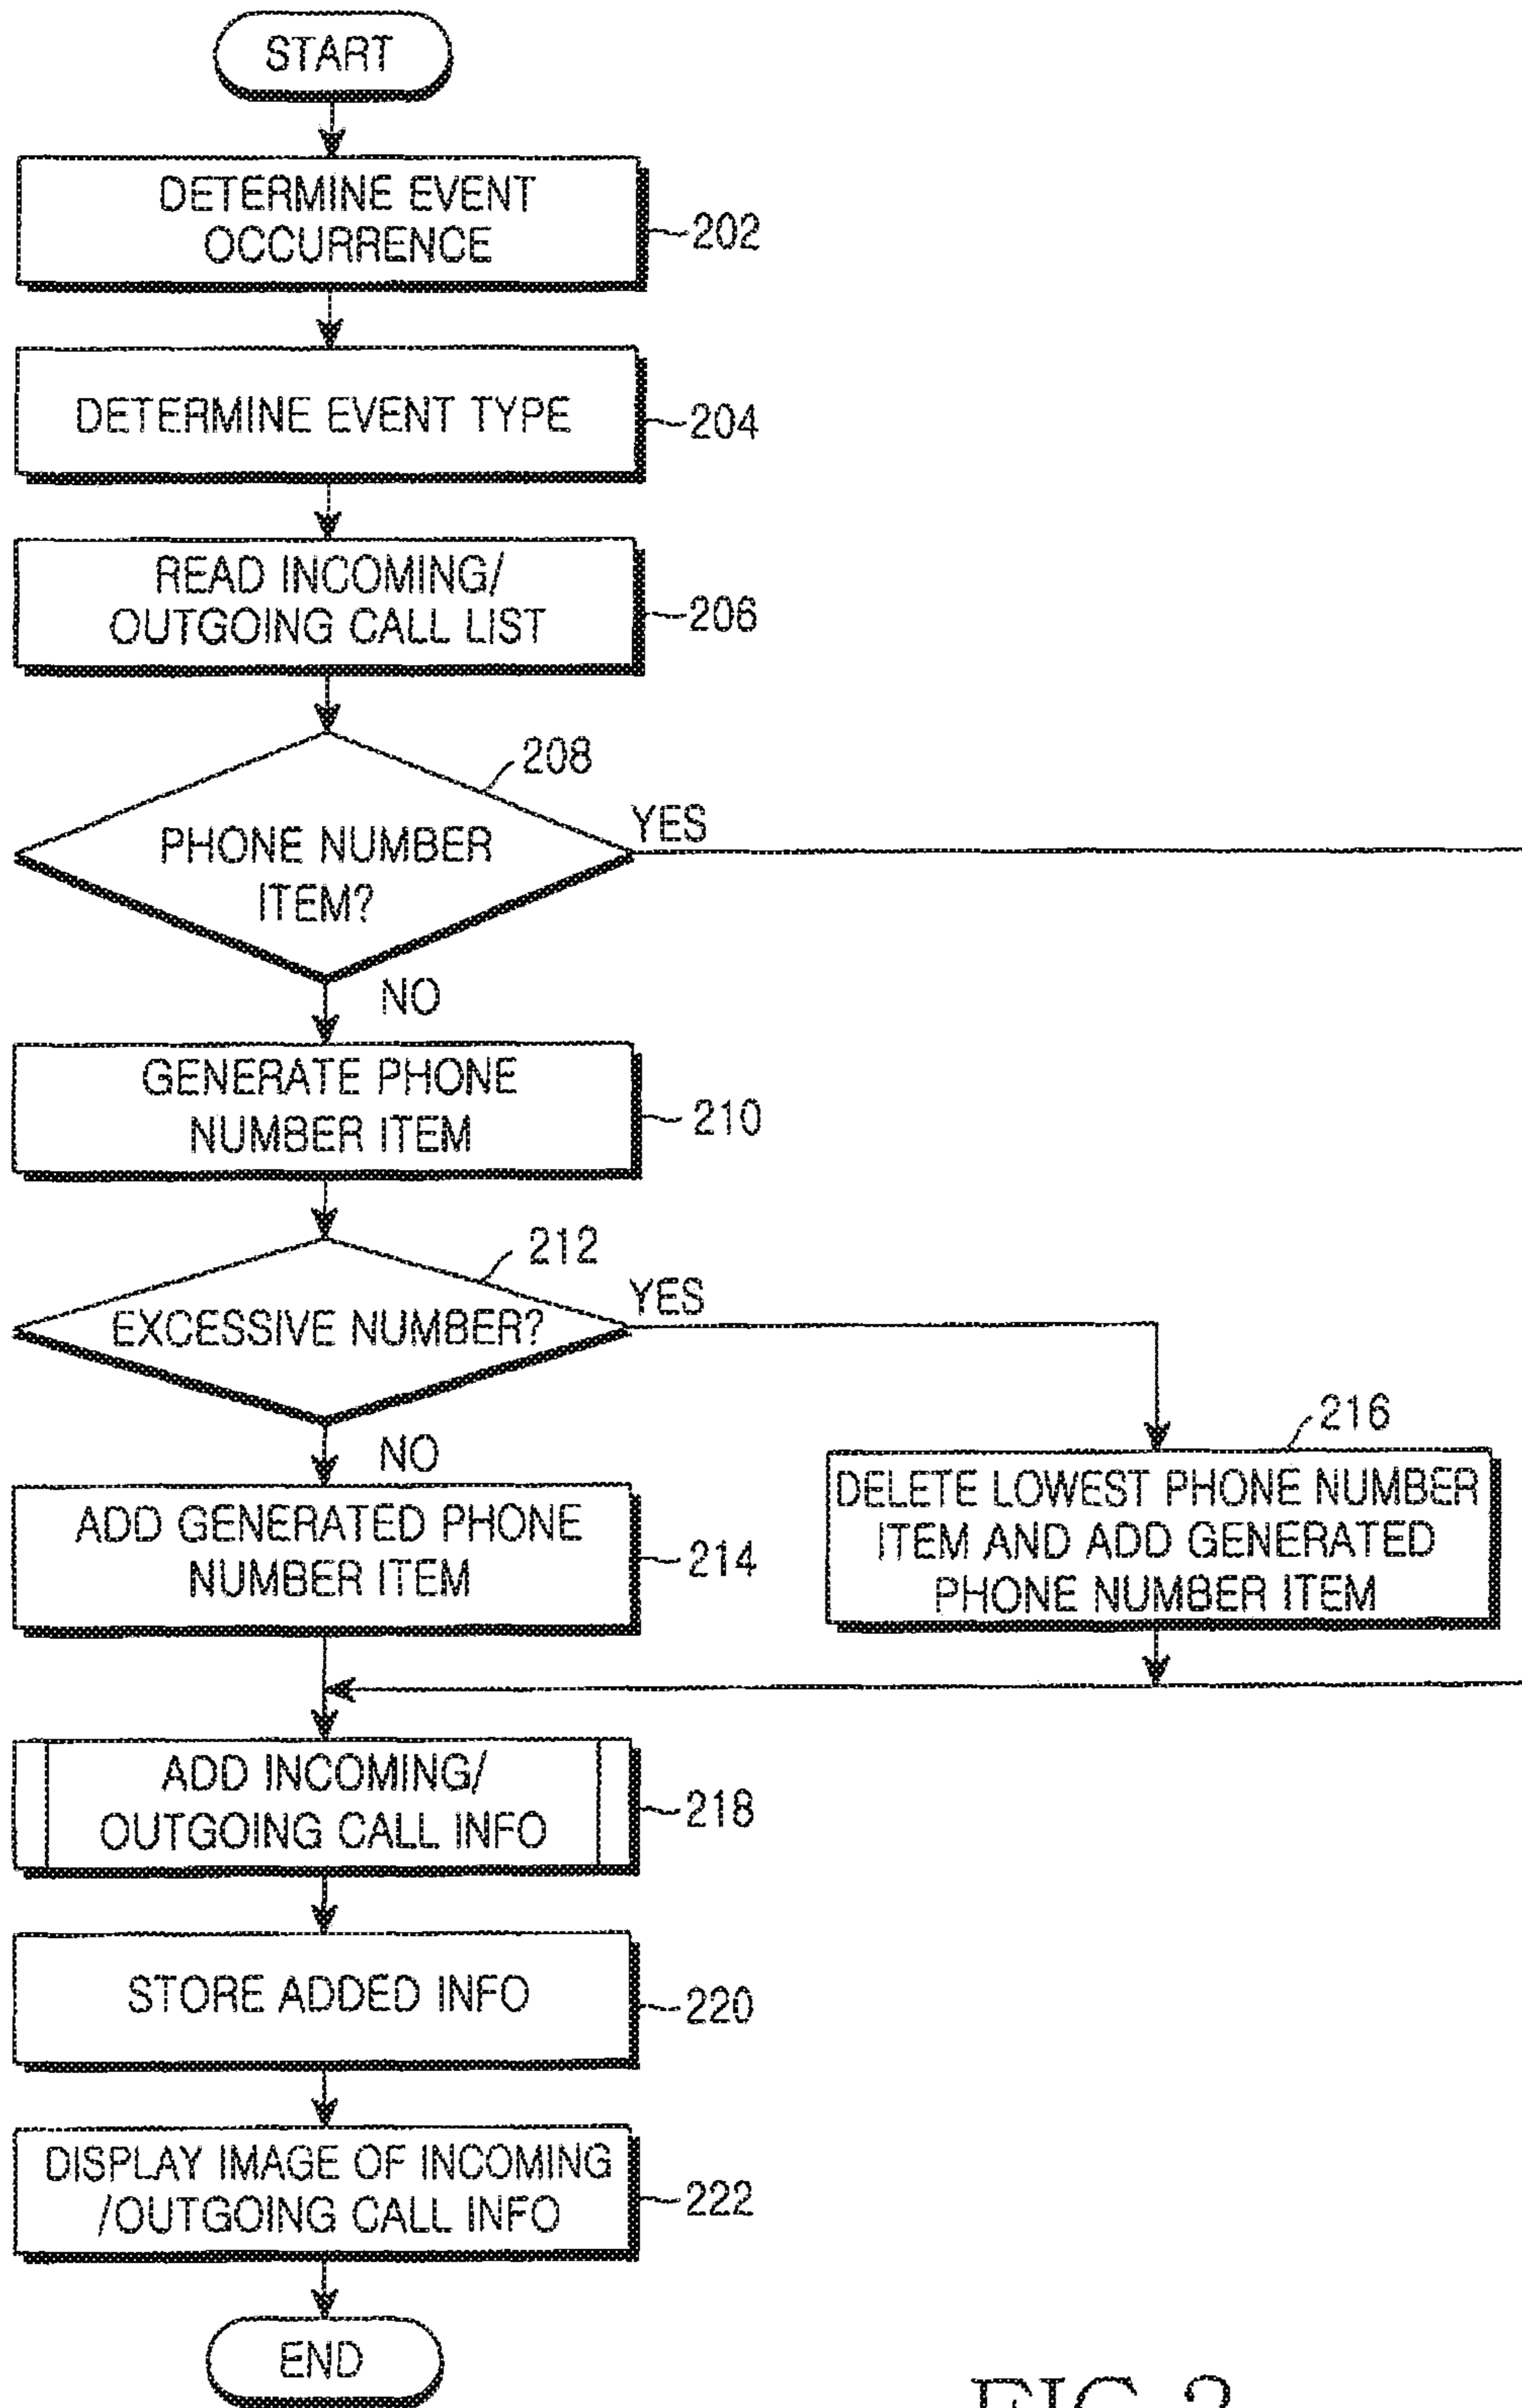 START
DETERMINE EVENT
OCCURRENCE
202
DETERMINE EVENT TYPE
204
READ INCOMING/
OUTGOING CALL LIST
206
208
PHONE NUMBER
ITEM?
YES
NO
GENERATE PHONE
NUMBER ITEM
210
212
EXCESSIVE NUMBER?
YES
NO
216
DELETE LOWEST PHONE NUMBER
ITEM AND ADD GENERATED
PHONE NUMBER ITEM
ADD GENERATED PHONE
NUMBER ITEM
214
ADD INCOMING/
OUTGOING CALL INFO
218
STORE ADDED INFO
220
DISPLAY IMAGE OF INCOMING
/OUTGOING CALL INFO
222
END